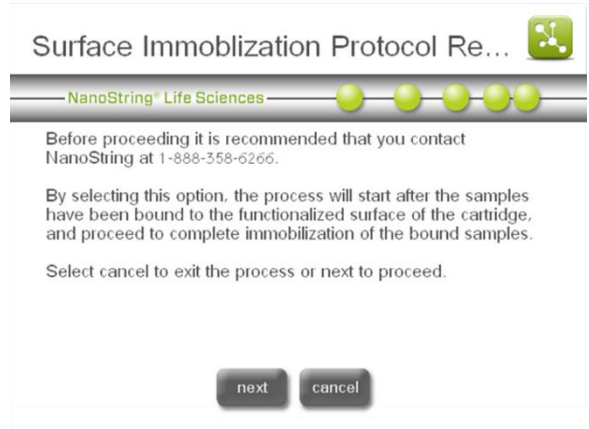 Surface Immoblization Protocol Re...
NanoString® Life Sciences
Before proceeding it is recommended that you contact
NanoString at 1-888-358-6266.
By selecting this option, the process will start after the samples
have been bound to the functionalized surface of the cartridge,
and proceed to complete immobilization of the bound samples.
Select cancel to exit the process or next to proceed.
next cancel